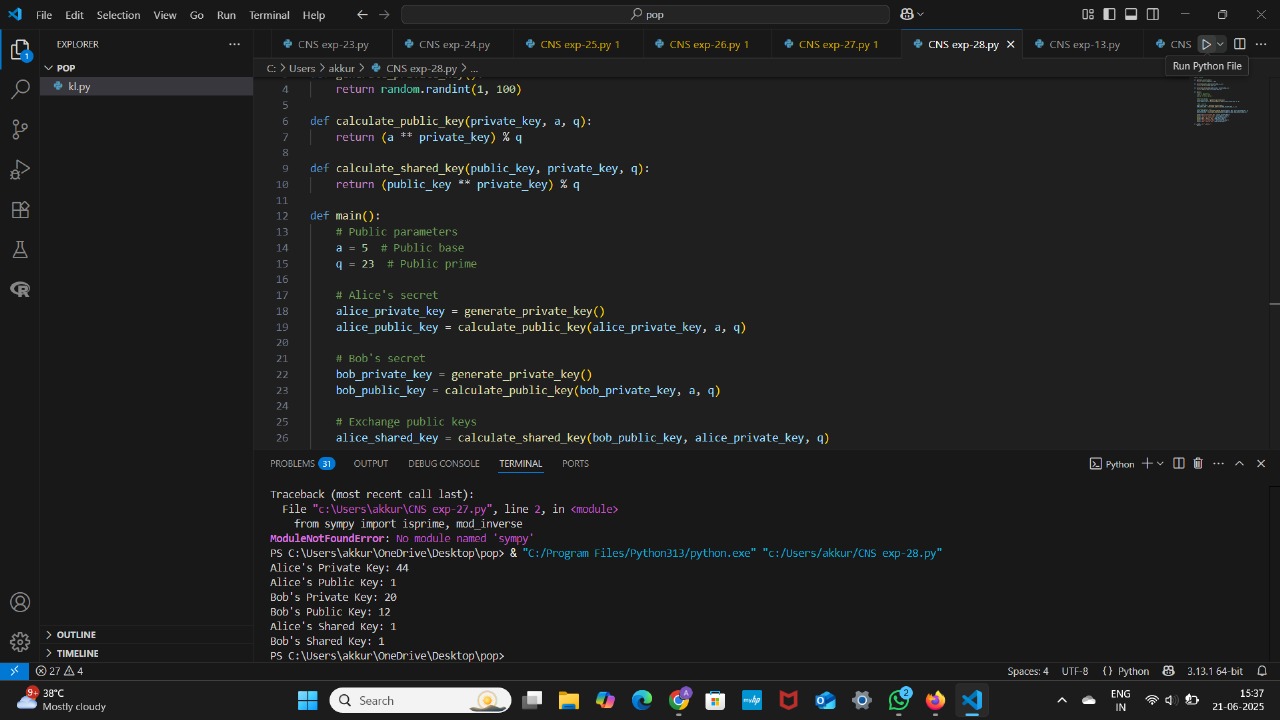 File Edit Selection View Go Run Terminal Help
pop
1
EXPLORER
CNS exp-23.py CNS exp-24.py CNS exp-25.py 1 CNS exp-26.py 1 CNS exp-27.py 1 CNS exp-28.py CNS exp-13.py CNS
POP
C: > Users > akkur > CNS exp-28.py > ...
Run Python File
kl.py
4 return random.randint(1, 100)
5
6 def calculate_public_key(private_key, a, q):
7 return (a ** private_key) % q
8
9 def calculate_shared_key(public_key, private_key, q):
10 return (public_key ** private_key) % q
11
12 def main():
13 # Public parameters
14 a = 5 # Public base
15 q = 23 # Public prime
16
17 # Alice's secret
18 alice_private_key = generate_private_key()
19 alice_public_key = calculate_public_key(alice_private_key, a, q)
20
21 # Bob's secret
22 bob_private_key = generate_private_key()
23 bob_public_key = calculate_public_key(bob_private_key, a, q)
24
25 # Exchange public keys
26 alice_shared_key = calculate_shared_key(bob_public_key, alice_private_key, q)
PROBLEMS 31 OUTPUT DEBUG CONSOLE TERMINAL PORTS
Python
Traceback (most recent call last):
File "c:\Users\akkur\CNS exp-27.py", line 2, in <module>
from sympy import isprime, mod_inverse
ModuleNotFoundError: No module named 'sympy'
PS C:\Users\akkur\OneDrive\Desktop\pop> & "C:/Program Files/Python313/python.exe" "c:/Users/akkur/CNS exp-28.py"
Alice's Private Key: 44
Alice's Public Key: 1
Bob's Private Key: 20
Bob's Public Key: 12
Alice's Shared Key: 1
Bob's Shared Key: 1
PS C:\Users\akkur\OneDrive\Desktop\pop>
OUTLINE
TIMELINE
27 4
Spaces: 4 UTF-8 {} Python 3.13.1 64-bit
9+
38°C
Mostly cloudy
Search
myhp
A
2
ENG
IN
15:37
21-06-2025